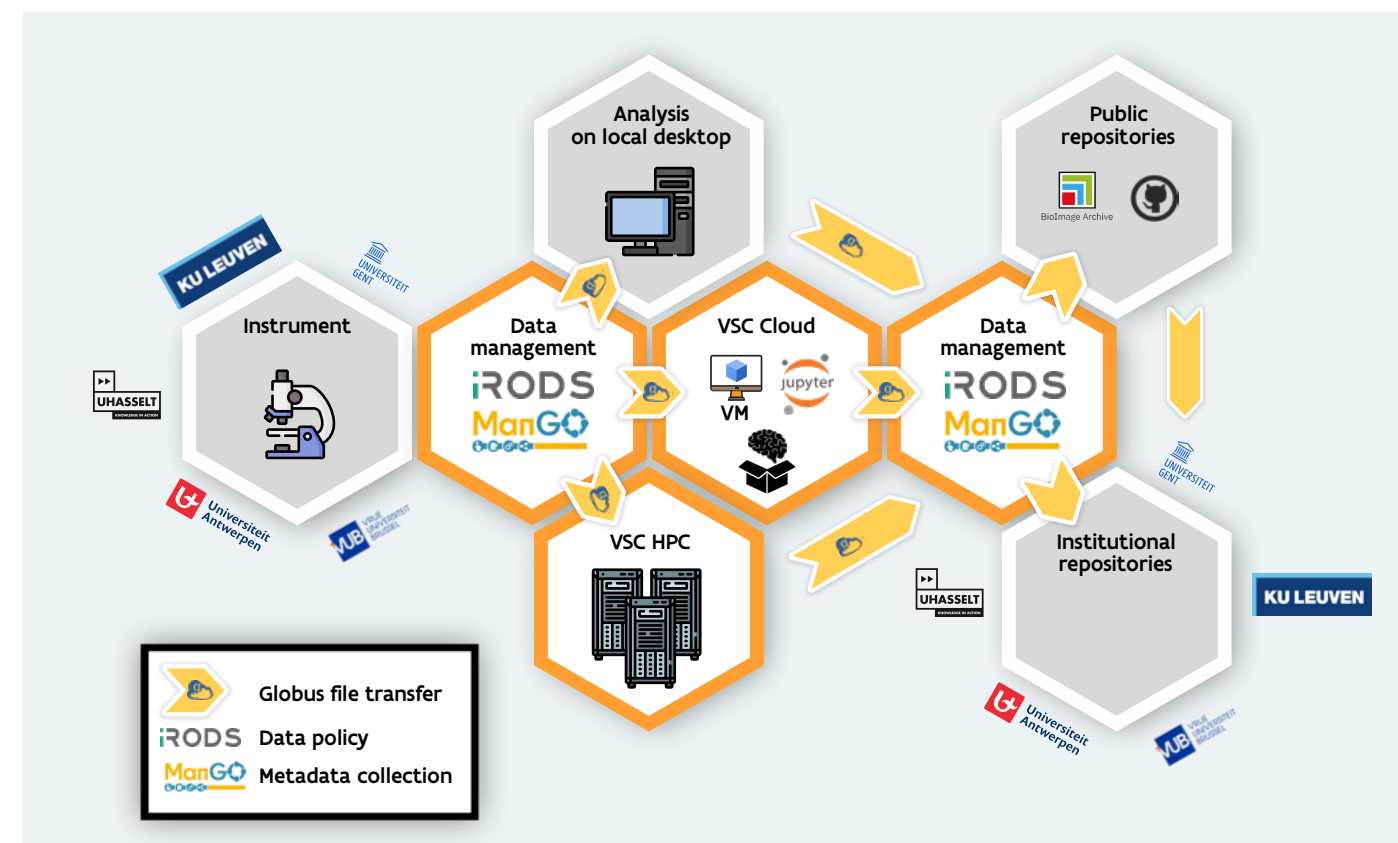 Analysis
on local desktop
Public
repositories
BioImage Archive
KU LEUVEN
UNIVERSITEIT
GENT
Instrument
Data
management
iRODS
ManGO
VSC Cloud
VM
jupyter
Data
management
iRODS
ManGO
UHASSELT
KNOWLEDGE IN ACTION
Universiteit
Antwerpen
VUB
VRIJE
UNIVERSITEIT
BRUSSEL
UNIVERSITEIT
GENT
VSC HPC
Institutional
repositories
UHASSELT
KNOWLEDGE IN ACTION
KU LEUVEN
Universiteit
Antwerpen
VUB
VRIJE
UNIVERSITEIT
BRUSSEL
Globus file transfer
iRODS Data policy
ManGO Metadata collection